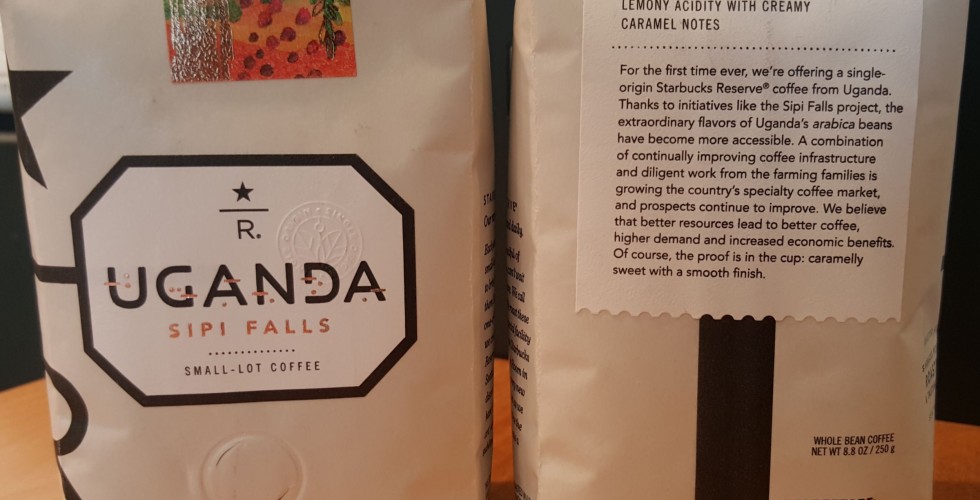 R.
UGANDA
SIPI FALLS
SMALL-LOT COFFEE
LEMONY ACIDITY WITH CREAMY
CARAMEL NOTES
For the first time ever, we're offering a single-
origin Starbucks Reserve® coffee from Uganda.
Thanks to initiatives like the Sipi Falls project, the
extraordinary flavors of Uganda's arabica beans
have become more accessible. A combination
of continually improving coffee infrastructure
and diligent work from the farming families is
growing the country's specialty coffee market,
and prospects continue to improve. We believe
that better resources lead to better coffee,
higher demand and increased economic benefits.
Of course, the proof is in the cup: caramelly
sweet with a smooth finish.
WHOLE BEAN COFFEE
NET WT 8.8 OZ / 250 g